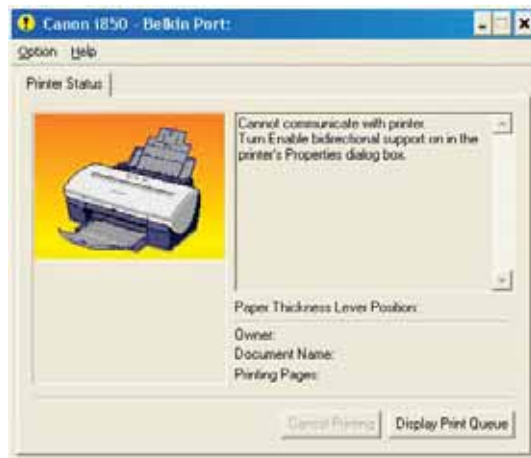 Canon i850 - Belkin Port:
Option Help
Printer Status
Cannot communicate with printer.
Turn Enable bidirectional support on in the
printer's Properties dialog box.
Paper Thickness Lever Position:
Owner:
Document Name:
Printing Pages:
Cancel Printing Display Print Queue